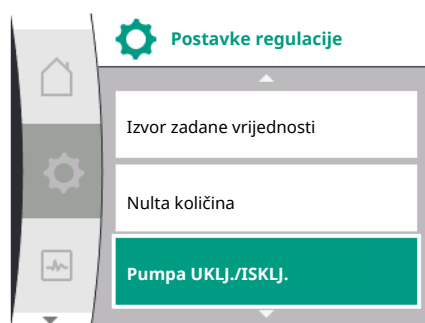 Postavke regulacije
Izvor zadane vrijednosti
Nulta količina
Pumpa UKLJ./ISKLJ.